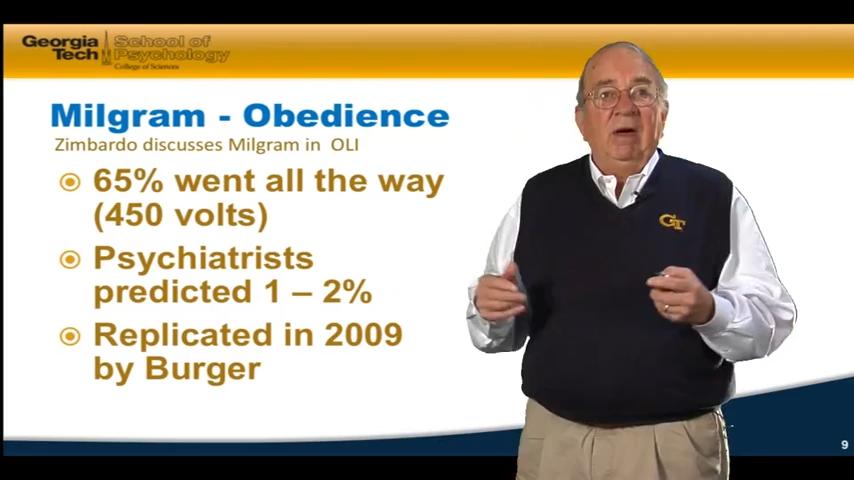 Georgia Tech
School of Psychology
College of Sciences
Milgram - Obedience
Zimbardo discusses Milgram in OLI
65% went all the way
(450 volts)
Psychiatrists
predicted 1 – 2%
Replicated in 2009
by Burger
GT
9